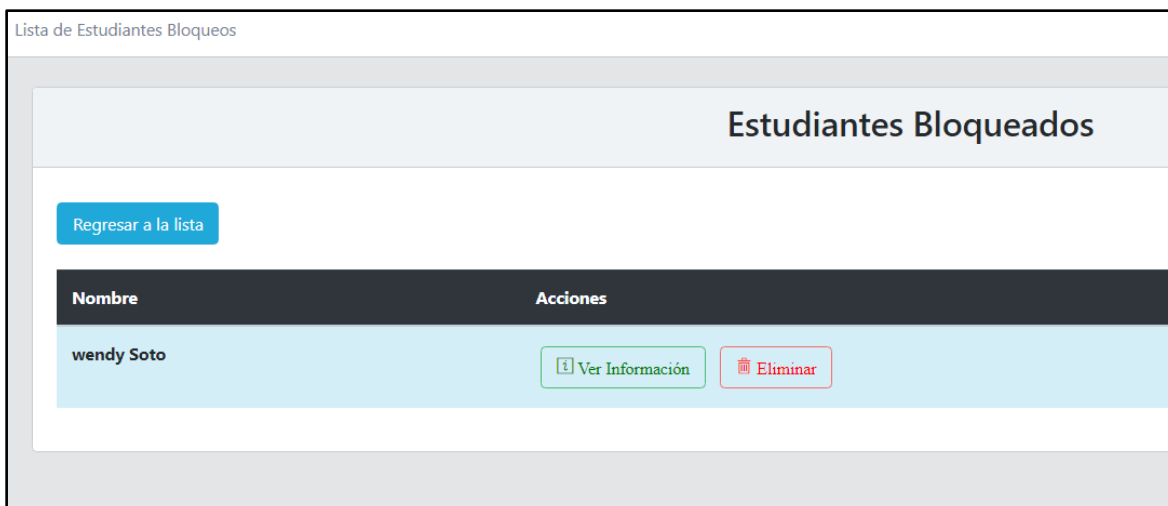 Lista de Estudiantes Bloqueos
Estudiantes Bloqueados
Regresar a la lista
Nombre Acciones
wendy Soto Ver Información Eliminar